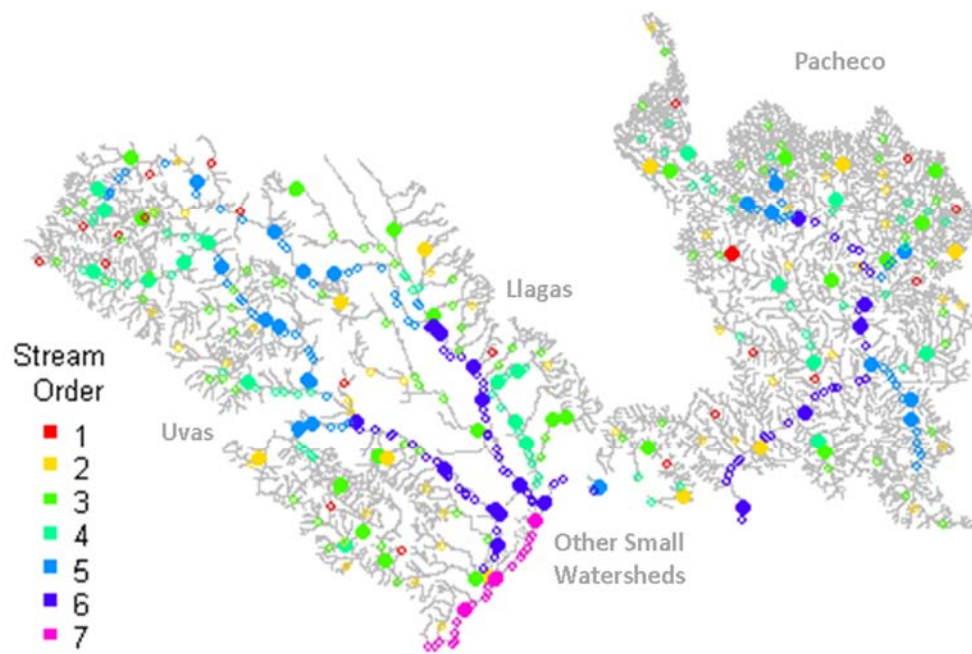 Pacheco
Llagas
Stream
Order
1
2
3
4
5
6
7
Uvas
Other Small
Watersheds